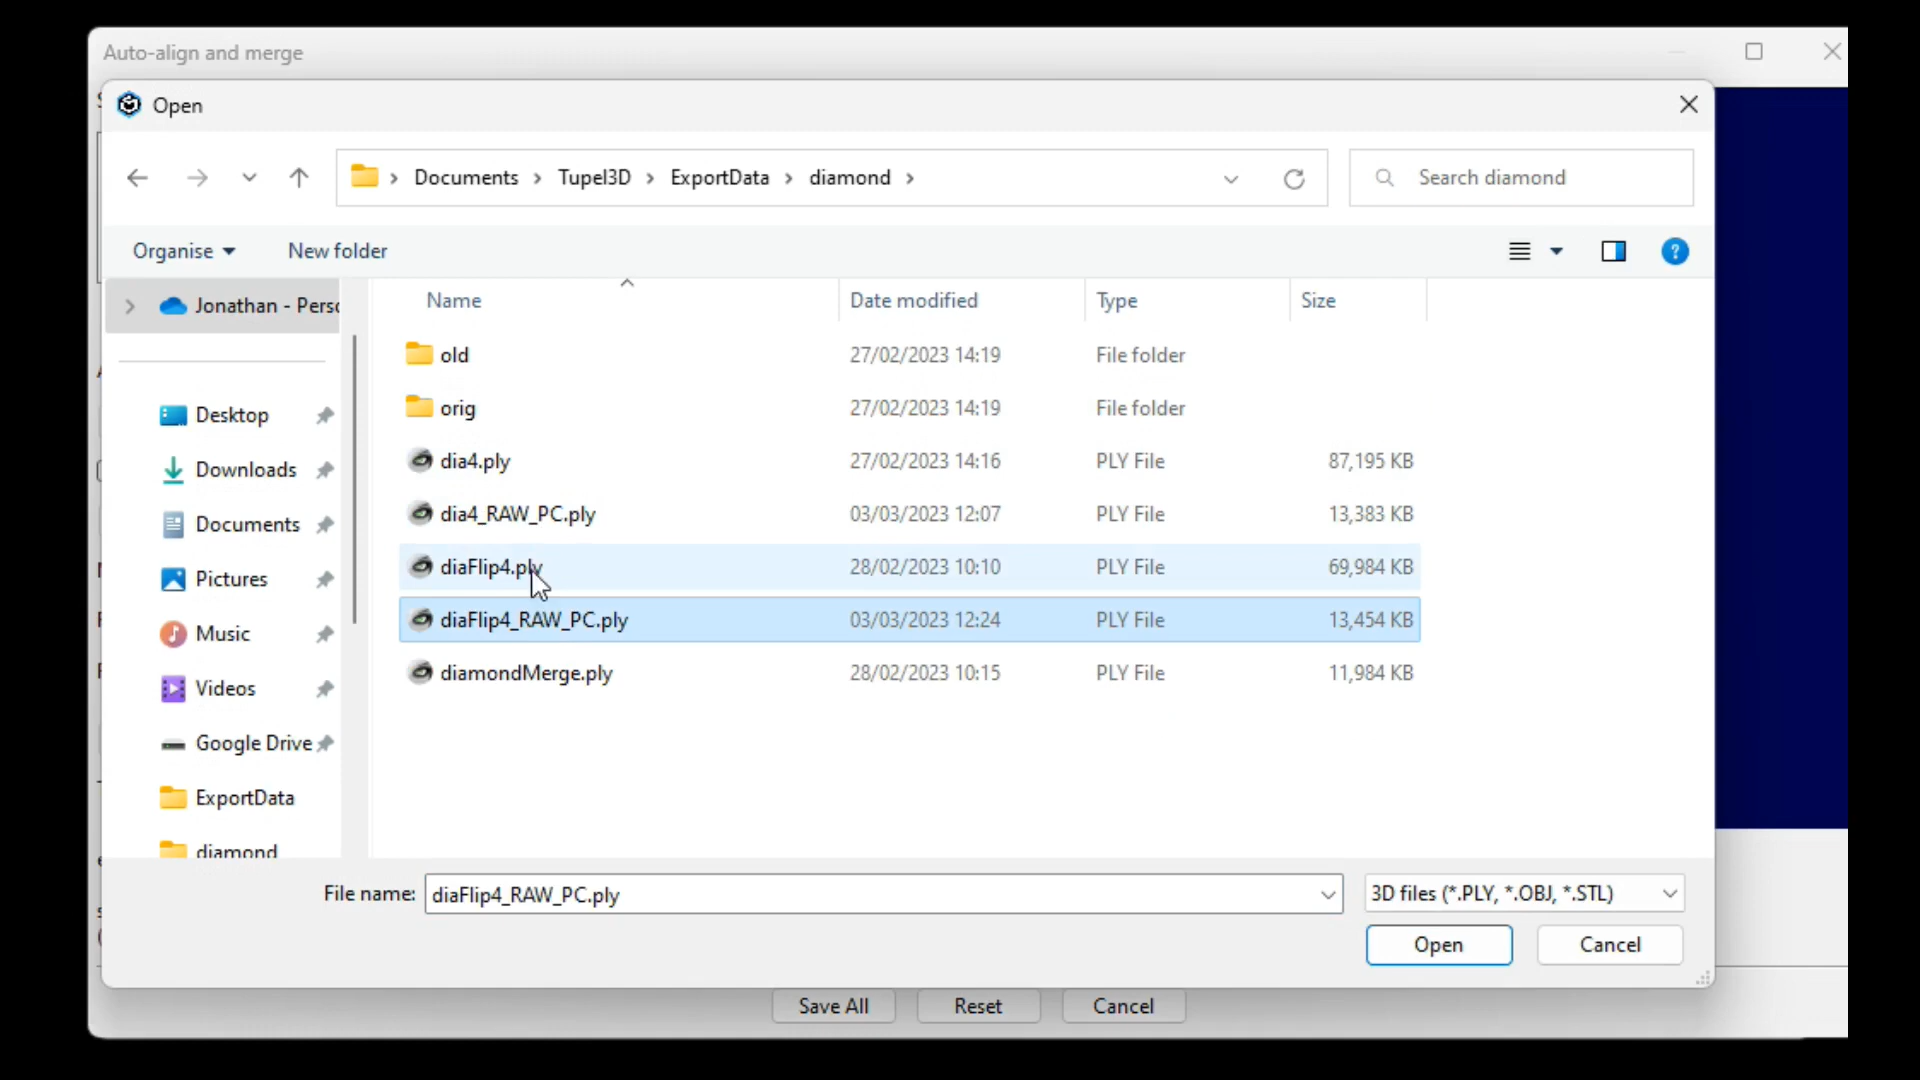 Auto-align and merge
Open
Documents > Tupel3D > ExportData > diamond >
Search diamond
Organise
New folder
Jonathan - Pers
Name
Date modified
Type
Size
old 27/02/2023 14:19 File folder
orig 27/02/2023 14:19 File folder
dia4.ply 27/02/2023 14:16 PLY File 87,195 KB
dia4_RAW_PC.ply 03/03/2023 12:07 PLY File 13,383 KB
diaFlip4.ply 28/02/2023 10:10 PLY File 69,984 KB
diaFlip4_RAW_PC.ply 03/03/2023 12:24 PLY File 13,454 KB
diamondMerge.ply 28/02/2023 10:15 PLY File 11,984 KB
Desktop
Downloads
Documents
Pictures
Music
Videos
Google Drive
ExportData
diamond
File name: diaFlip4_RAW_PC.ply
3D files (*.PLY, *.OBJ, *.STL)
Open
Cancel
Save All
Reset
Cancel